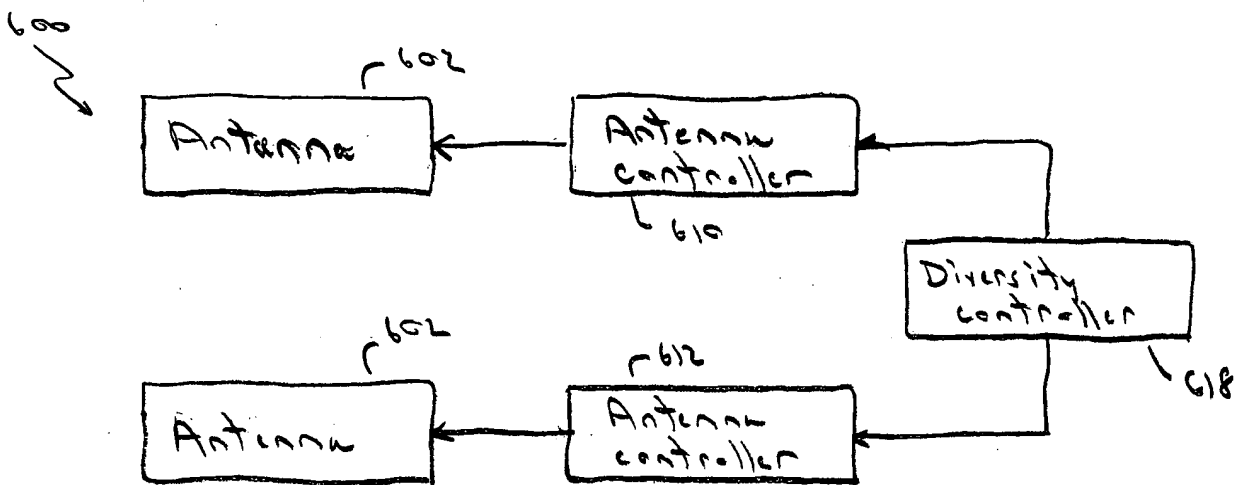 600
602
Antenna
Antenna
controller
610
Diversity
controller
618
602
612
Antenna
Antenna
controller